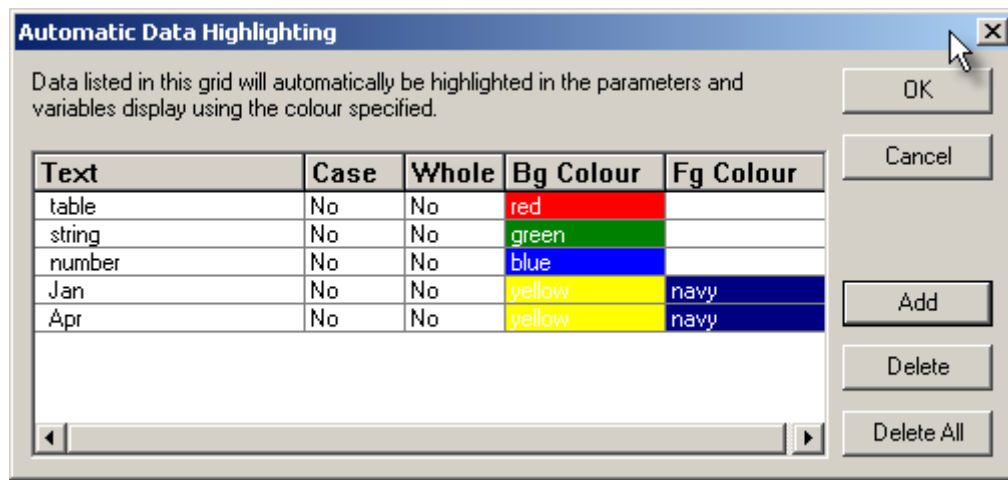 Automatic Data Highlighting
Data listed in this grid will automatically be highlighted in the parameters and
variables display using the colour specified.
OK
Cancel
Text Case Whole Bg Colour Fg Colour
table No No red
string No No green
number No No blue
Jan No No yellow navy
Apr No No yellow navy
Add
Delete
Delete All